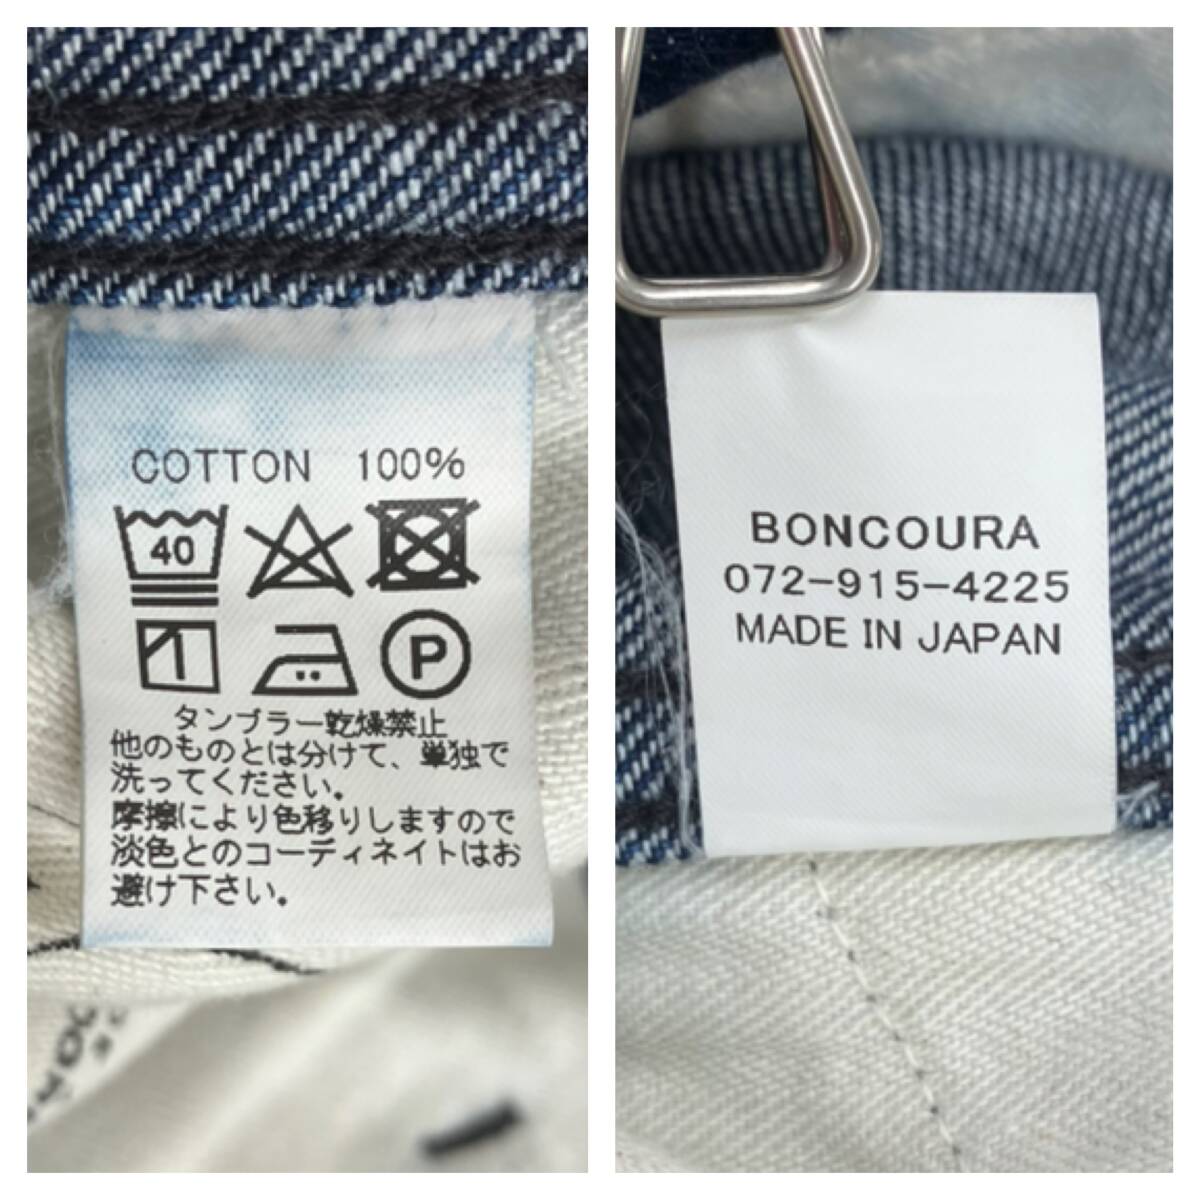 COTTON 100%
40
P
タンブラー乾燥禁止
他のものとは分けて、単独で
洗ってください。
摩擦により色移りしますので
淡色とのコーディネイトはお
避け下さい。
BONCOURA
072-915-4225
MADE IN JAPAN